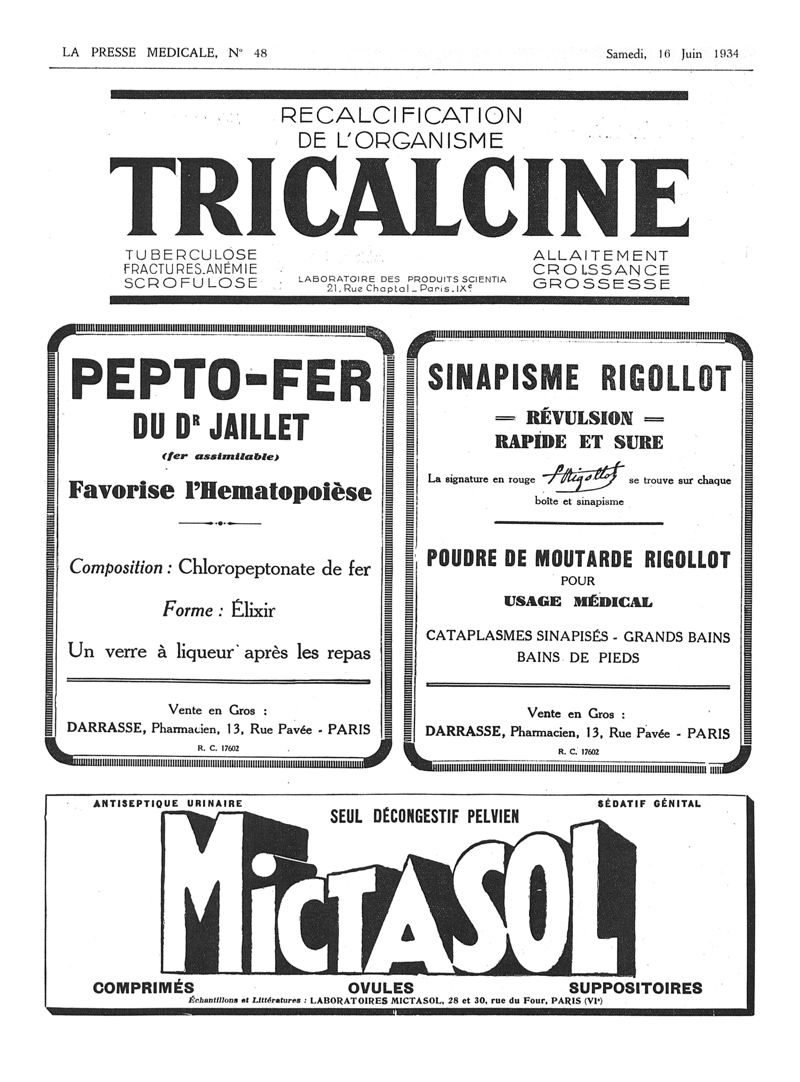 LA PRESSE MEDICALE, N° 48
Samedi, 16 Juin 1934
RECALCIFICATION
DE L'ORGANISME
TRICALCINE
TUBERCULOSE
FRACTURES.ANÉMIE
SCROFULOSE
LABORATOIRE DES PRODUITS SCIENTIA
21, Rue Chaptal _ Paris. IXᵉ
ALLAITEMENT
CROISSANCE
GROSSESSE
PEPTO-FER
DU Dᴿ JAILLET
(fer assimilable)
Favorise l'Hematopoièse
Composition : Chloropeptonate de fer
Forme : Élixir
Un verre à liqueur après les repas
Vente en Gros :
DARRASSE, Pharmacien, 13, Rue Pavée - PARIS
R. C. 17602
SINAPISME RIGOLLOT
RÉVULSION
RAPIDE ET SURE
La signature en rouge PRigollot se trouve sur chaque
boîte et sinapisme
POUDRE DE MOUTARDE RIGOLLOT
POUR
USAGE MÉDICAL
CATAPLASMES SINAPISÉS - GRANDS BAINS
BAINS DE PIEDS
Vente en Gros :
DARRASSE, Pharmacien, 13, Rue Pavée - PARIS
R. C. 17602
ANTISEPTIQUE URINAIRE
SEUL DÉCONGESTIF PELVIEN
SÉDATIF GÉNITAL
MiCTASOL
COMPRIMÉS
OVULES
SUPPOSITOIRES
Échantillons et Littératures : LABORATOIRES MICTASOL, 28 et 30, rue du Four, PARIS (VIᵉ)